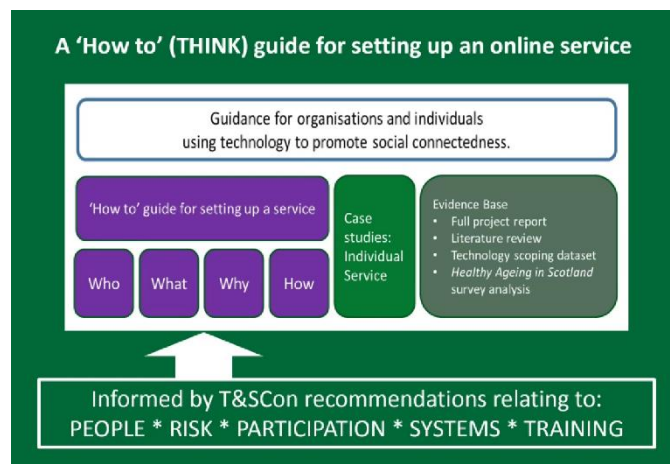 A ‘How to’ (THINK) guide for setting up an online service
Guidance for organisations and individuals
using technology to promote social connectedness.
‘How to’ guide for setting up a service
Who
What
Why
How
Case
studies:
Individual
Service
Evidence Base
• Full project report
• Literature review
• Technology scoping dataset
• Healthy Ageing in Scotland
survey analysis
Informed by T&SCon recommendations relating to:
PEOPLE * RISK * PARTICIPATION * SYSTEMS * TRAINING